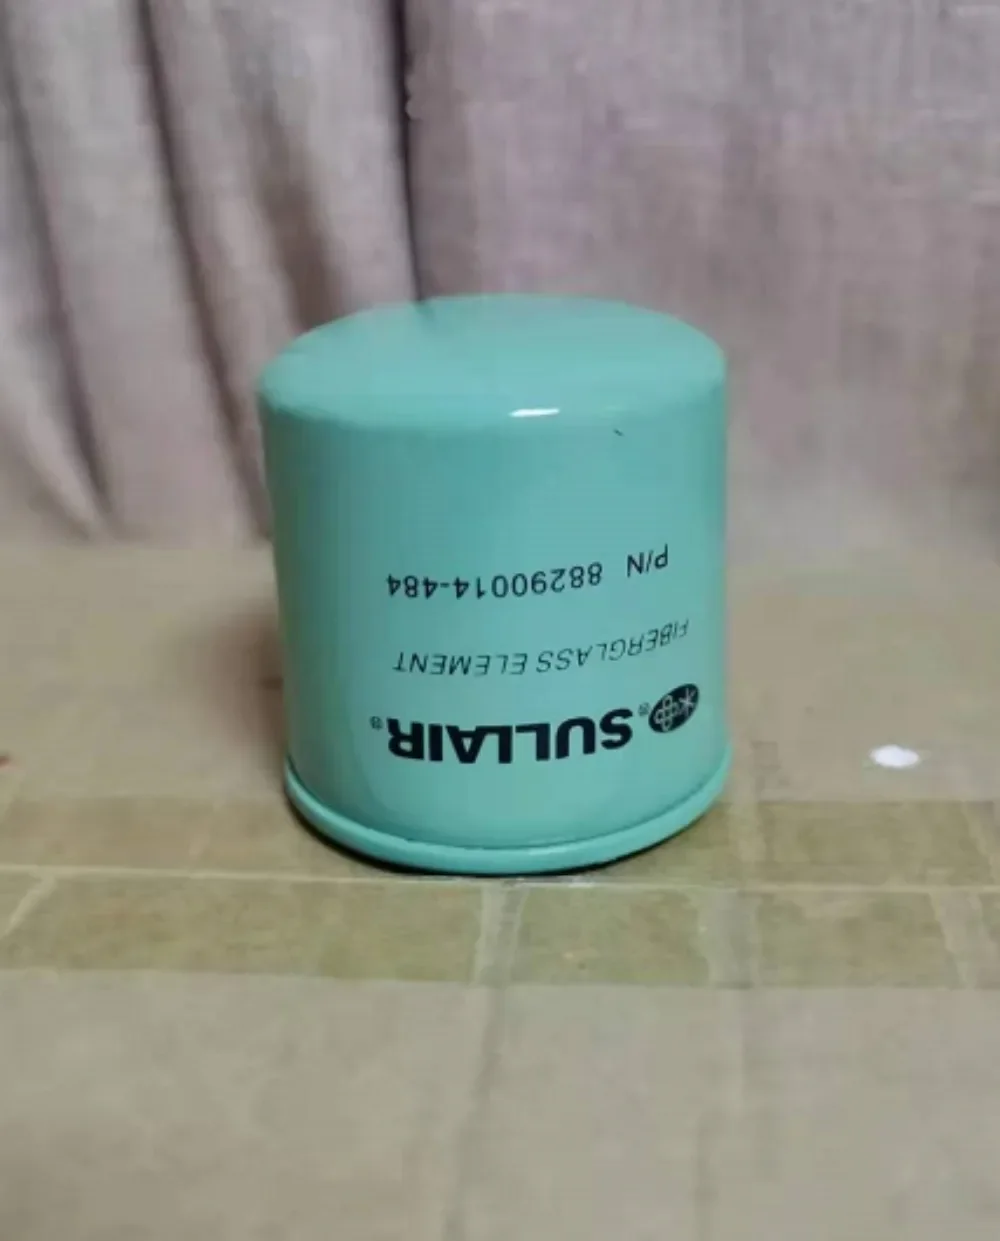 ®SULLAIR®
FIBERGLASS ELEMENT
P/N 88290014-484